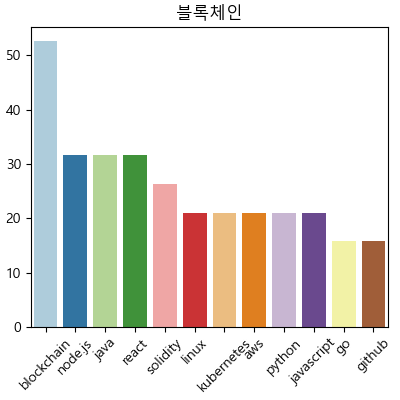 블록체인
50
40
30
20
10
0
blockchain
node.js
java
react
solidity
linux
kubernetes
aws
python
javascript
go
github